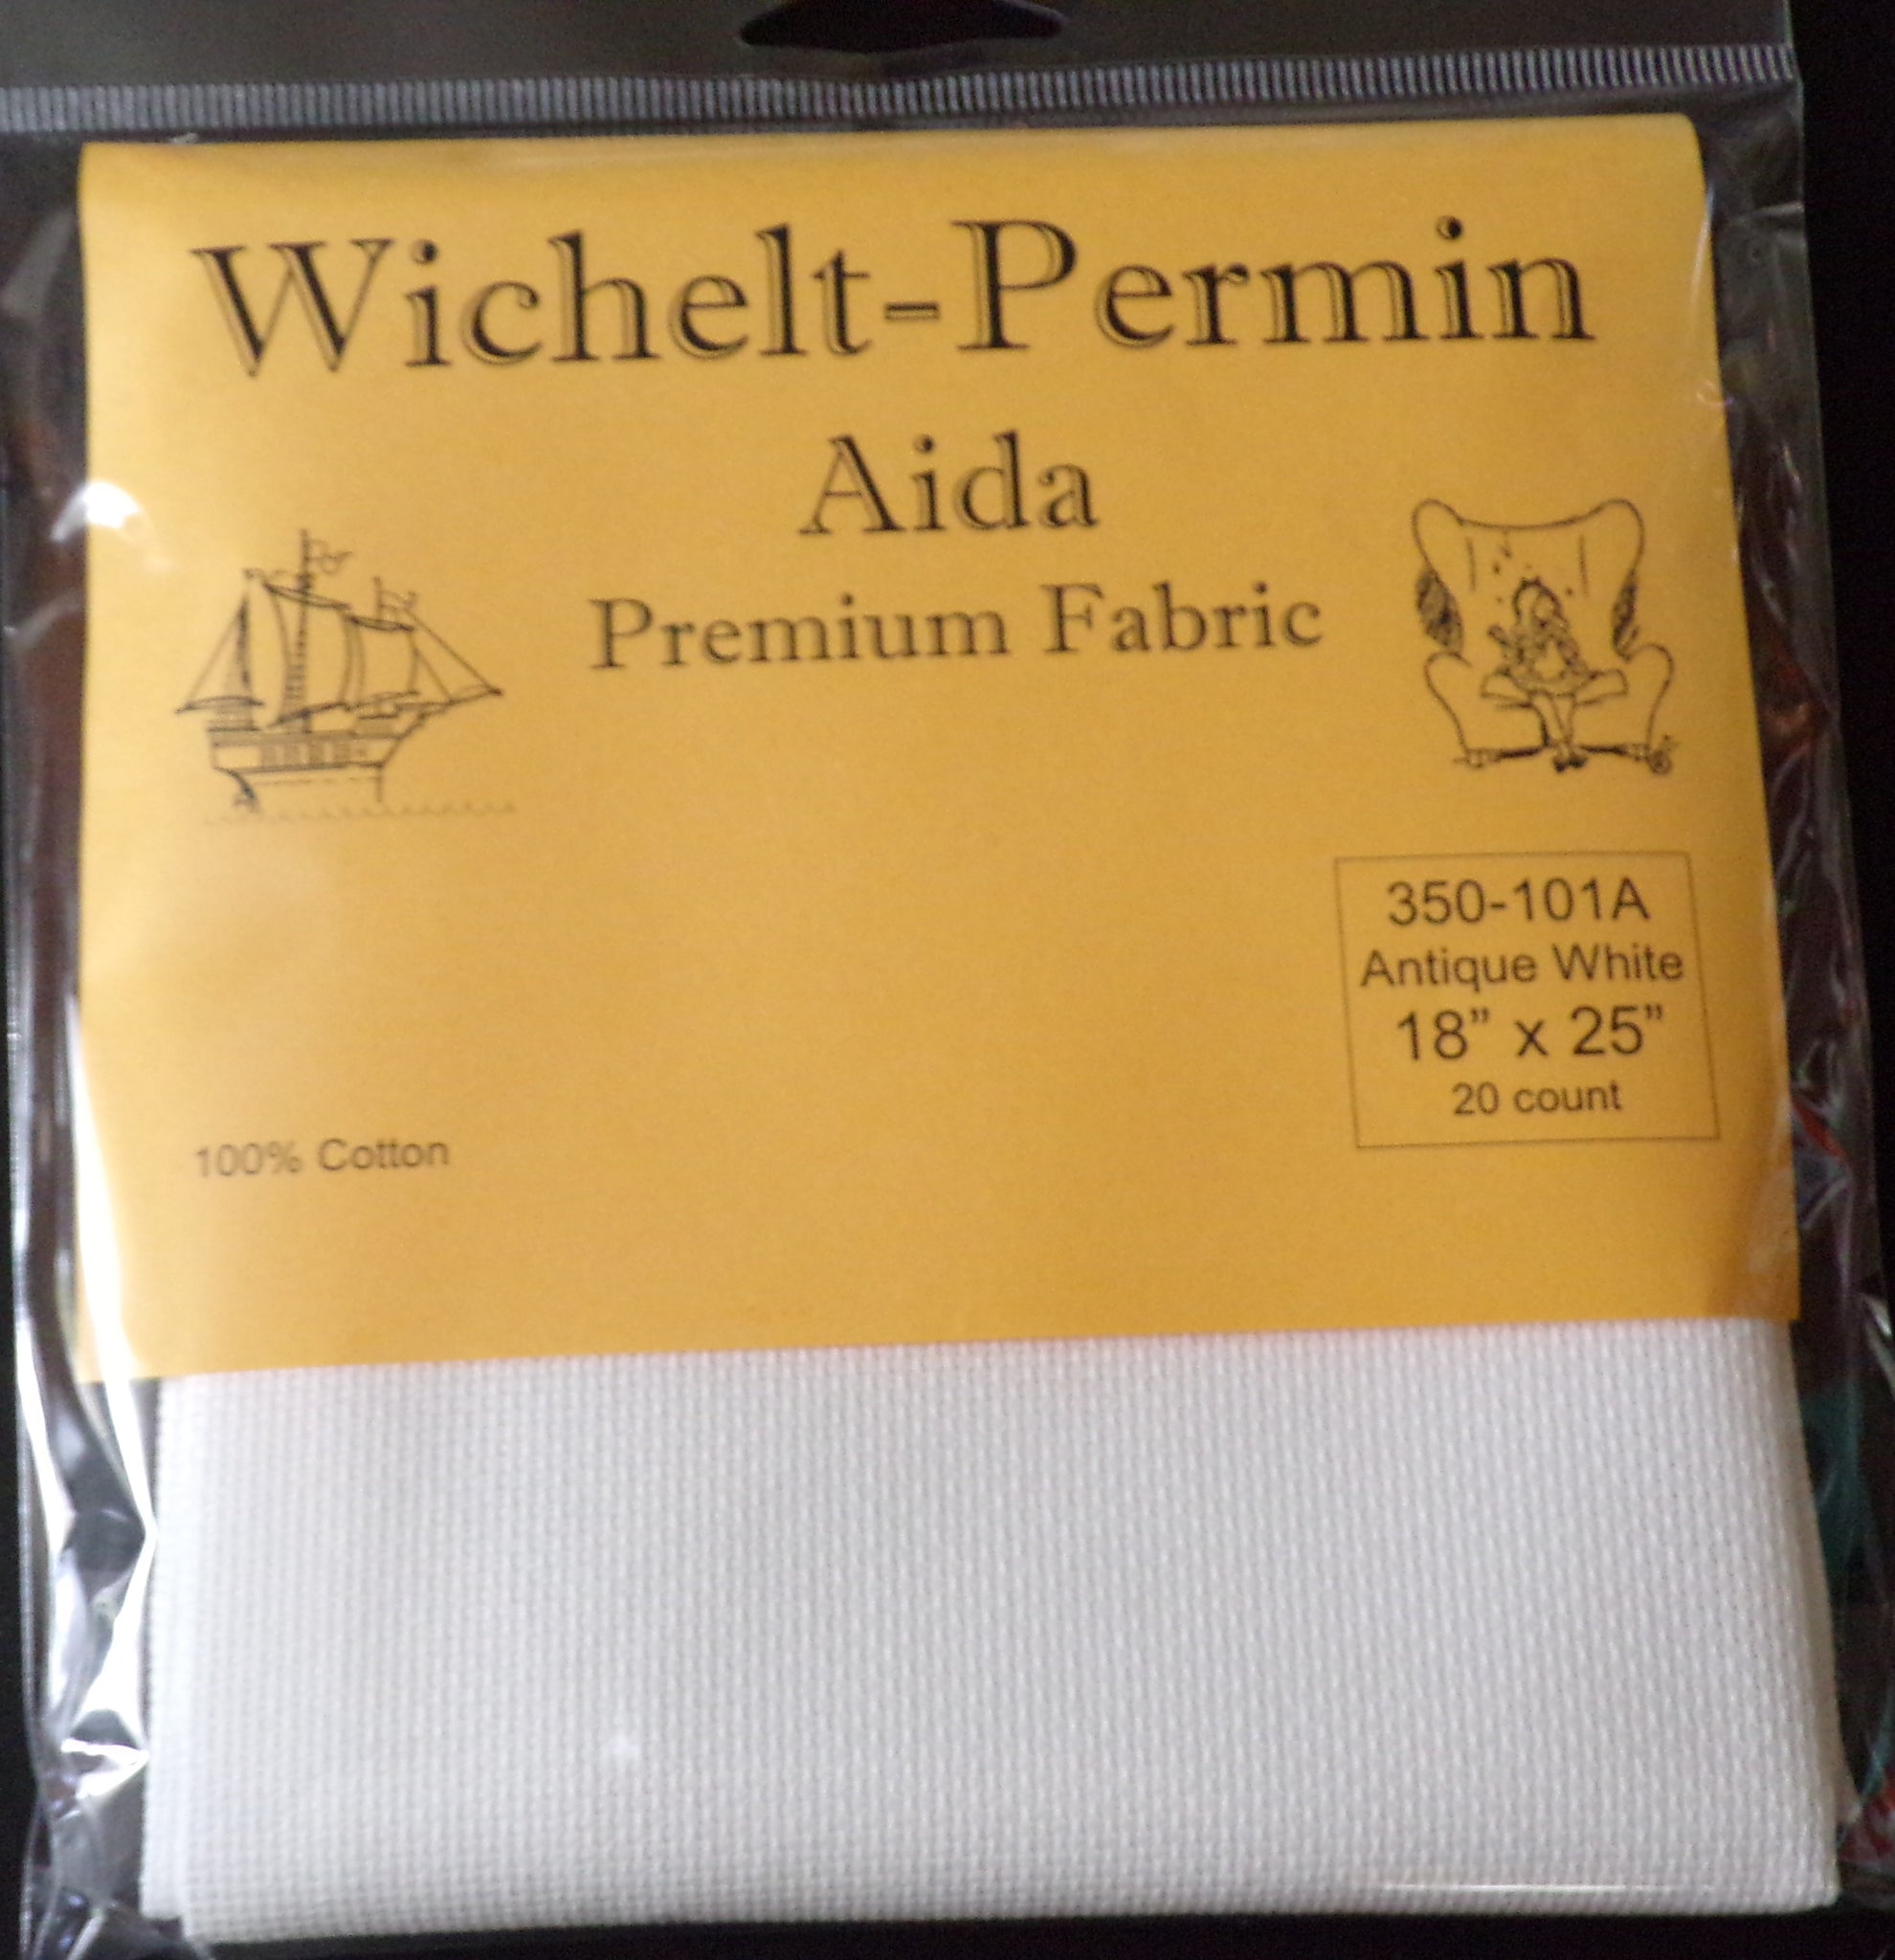 Wichelt-Permin
Aida
Premium Fabric
350-101A
Antique White
18” x 25”
20 count
100% Cotton